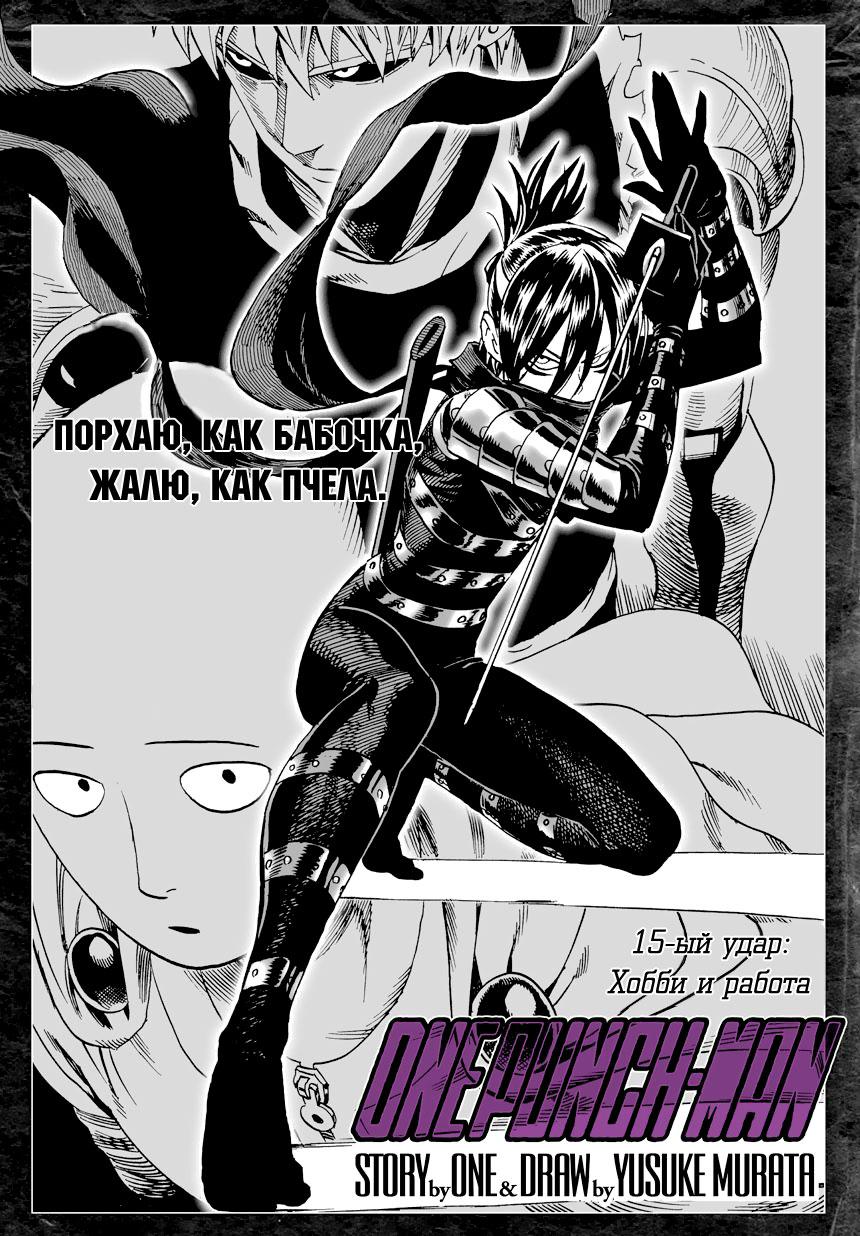 ПОРХАЮ, КАК БАБОЧКА,
ЖАЛЮ, КАК ПЧЕЛА.
15-ый удар:
Хобби и работа
ONEPUNCH-MAN
STORY by ONE & DRAW by YUSUKE MURATA